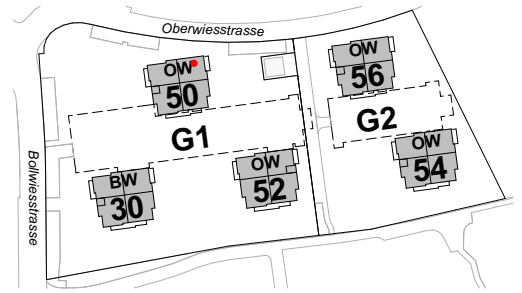 Oberwiesstrasse
OW
50
OW
56
G1
G2
Bollwiesstrasse
BW
30
OW
52
OW
54